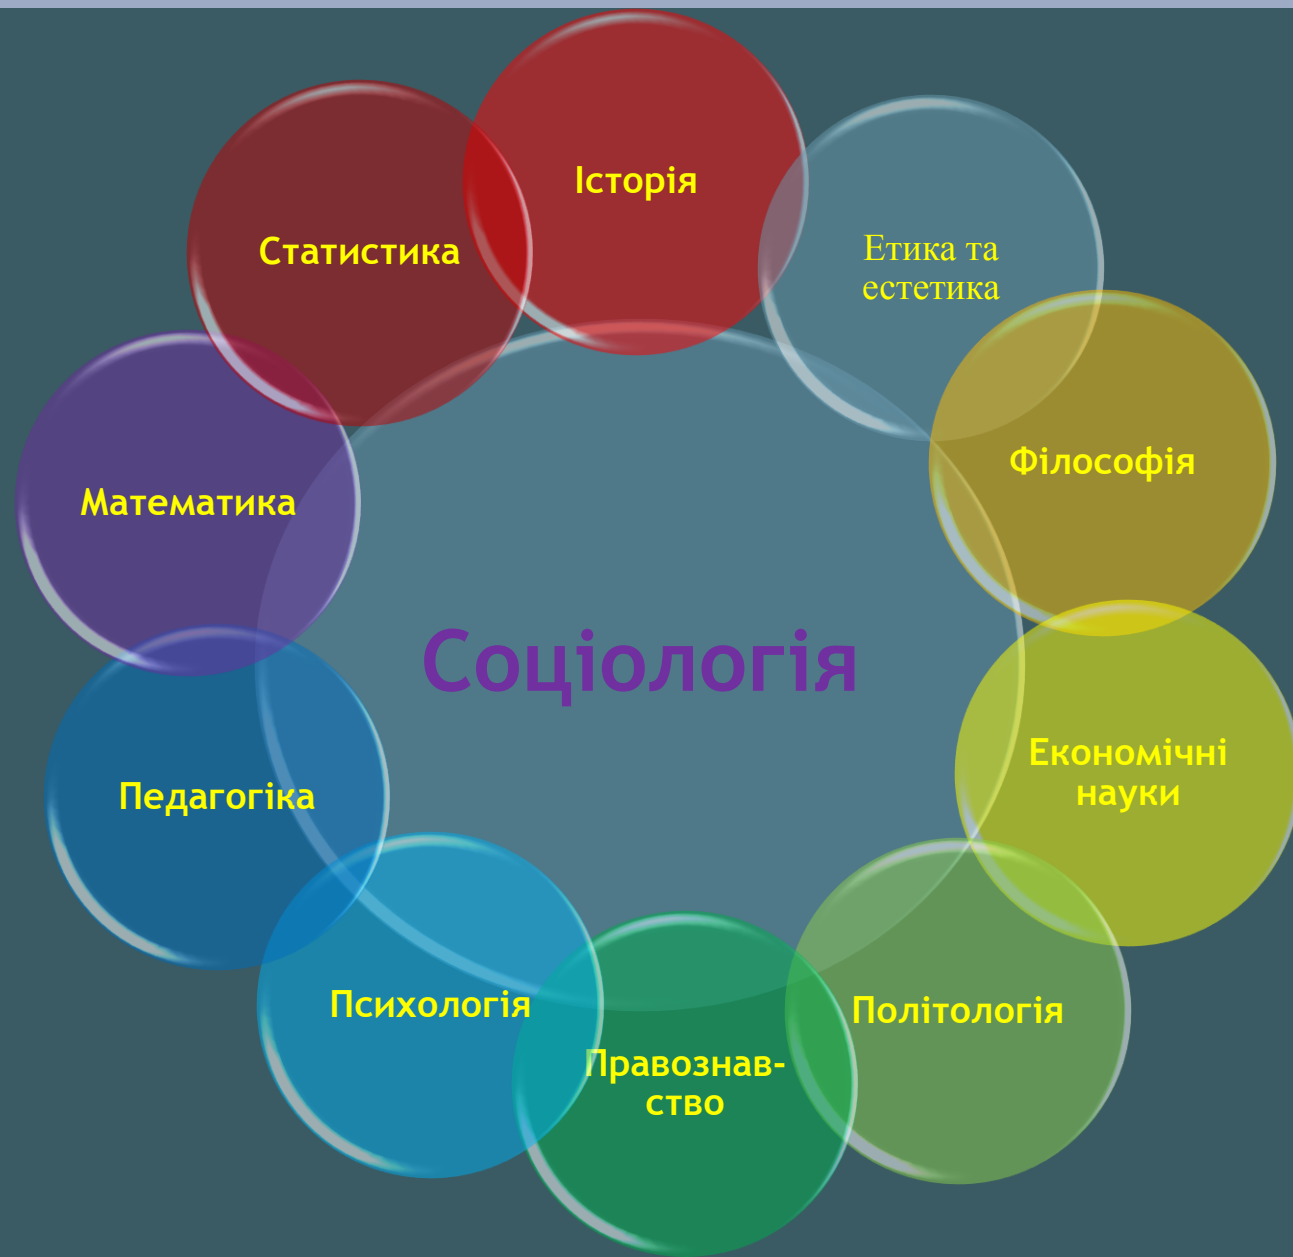 Історія
Етика та
естетика
Статистика
Філософія
Математика
Соціологія
Економічні
науки
Педагогіка
Психологія
Політологія
Правознав-
ство